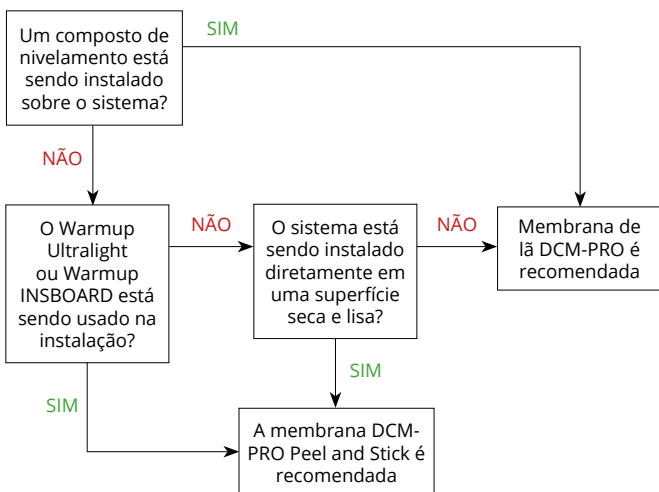 Um composto de
nivelamento está
sendo instalado
sobre o sistema?
SIM
NÃO
O Warmup
Ultralight
ou Warmup
INSBOARD está
sendo usado na
instalação?
NÃO
O sistema está
sendo instalado
diretamente em
uma superfície
seca e lisa?
NÃO
Membrana de
lã DCM-PRO é
recomendada
SIM
SIM
A membrana DCM-
PRO Peel and Stick é
recomendada